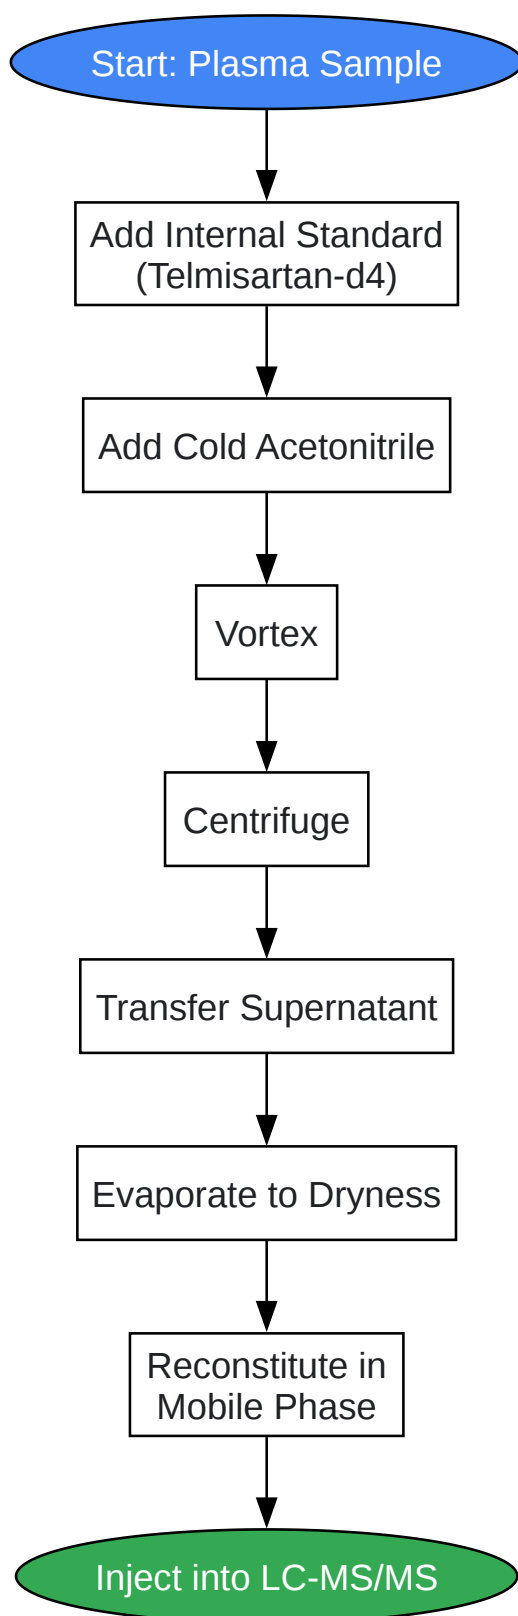 Start: Plasma Sample
Add Internal Standard
(Telmisartan-d4)
Add Cold Acetonitrile
Vortex
Centrifuge
Transfer Supernatant
Evaporate to Dryness
Reconstitute in
Mobile Phase
Inject into LC-MS/MS